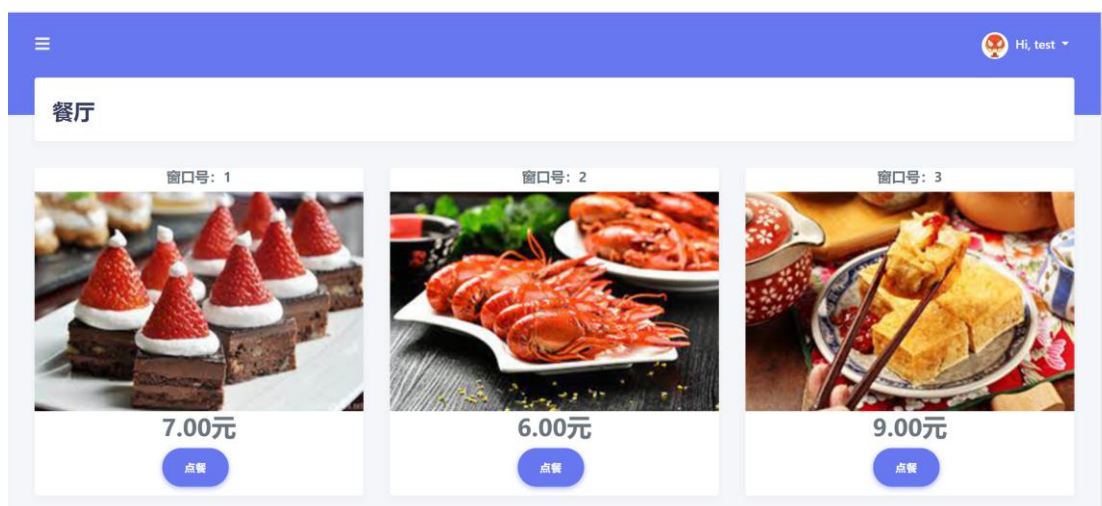 Hi, test
餐厅
窗口号：1
窗口号：2
窗口号：3
7.00元
6.00元
9.00元
点餐
点餐
点餐